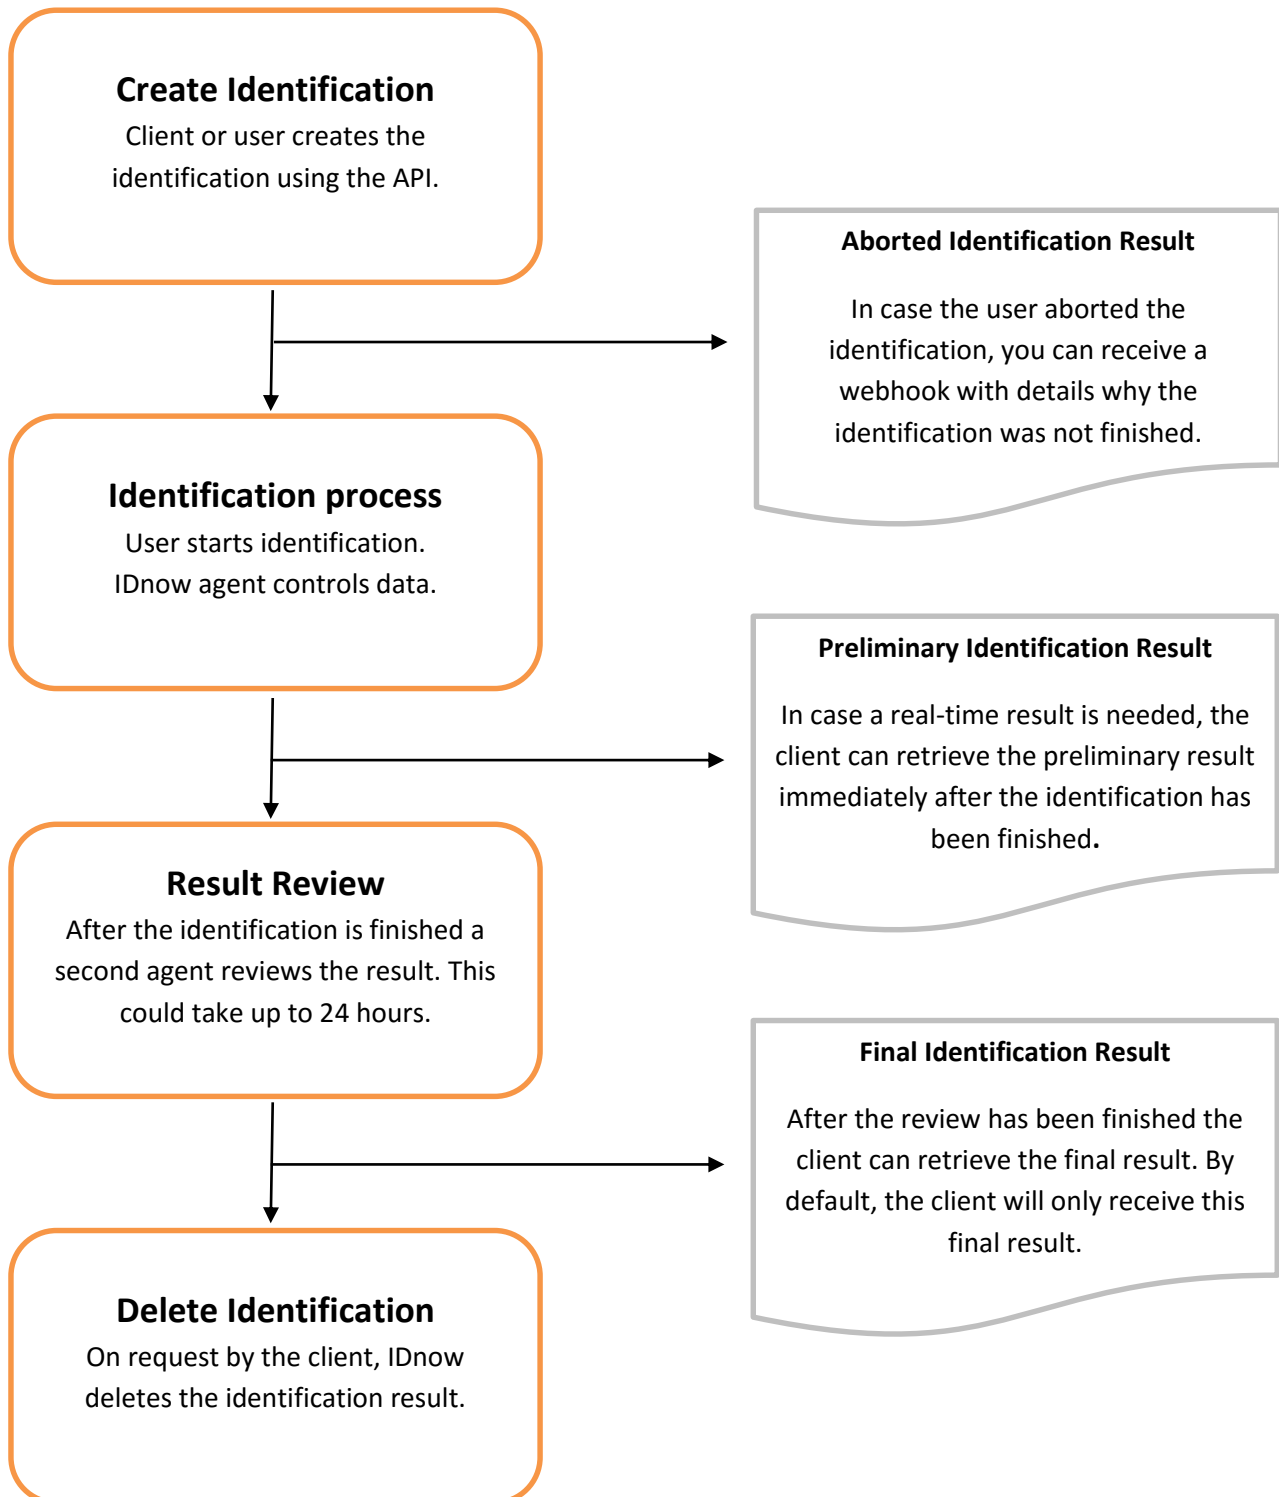 Create Identification
Client or user creates the
identification using the API.
Aborted Identification Result
In case the user aborted the
identification, you can receive a
webhook with details why the
identification was not finished.
Identification process
User starts identification.
IDnow agent controls data.
Preliminary Identification Result
In case a real-time result is needed, the
client can retrieve the preliminary result
immediately after the identification has
been finished.
Result Review
After the identification is finished a
second agent reviews the result. This
could take up to 24 hours.
Final Identification Result
After the review has been finished the
client can retrieve the final result. By
default, the client will only receive this
final result.
Delete Identification
On request by the client, IDnow
deletes the identification result.